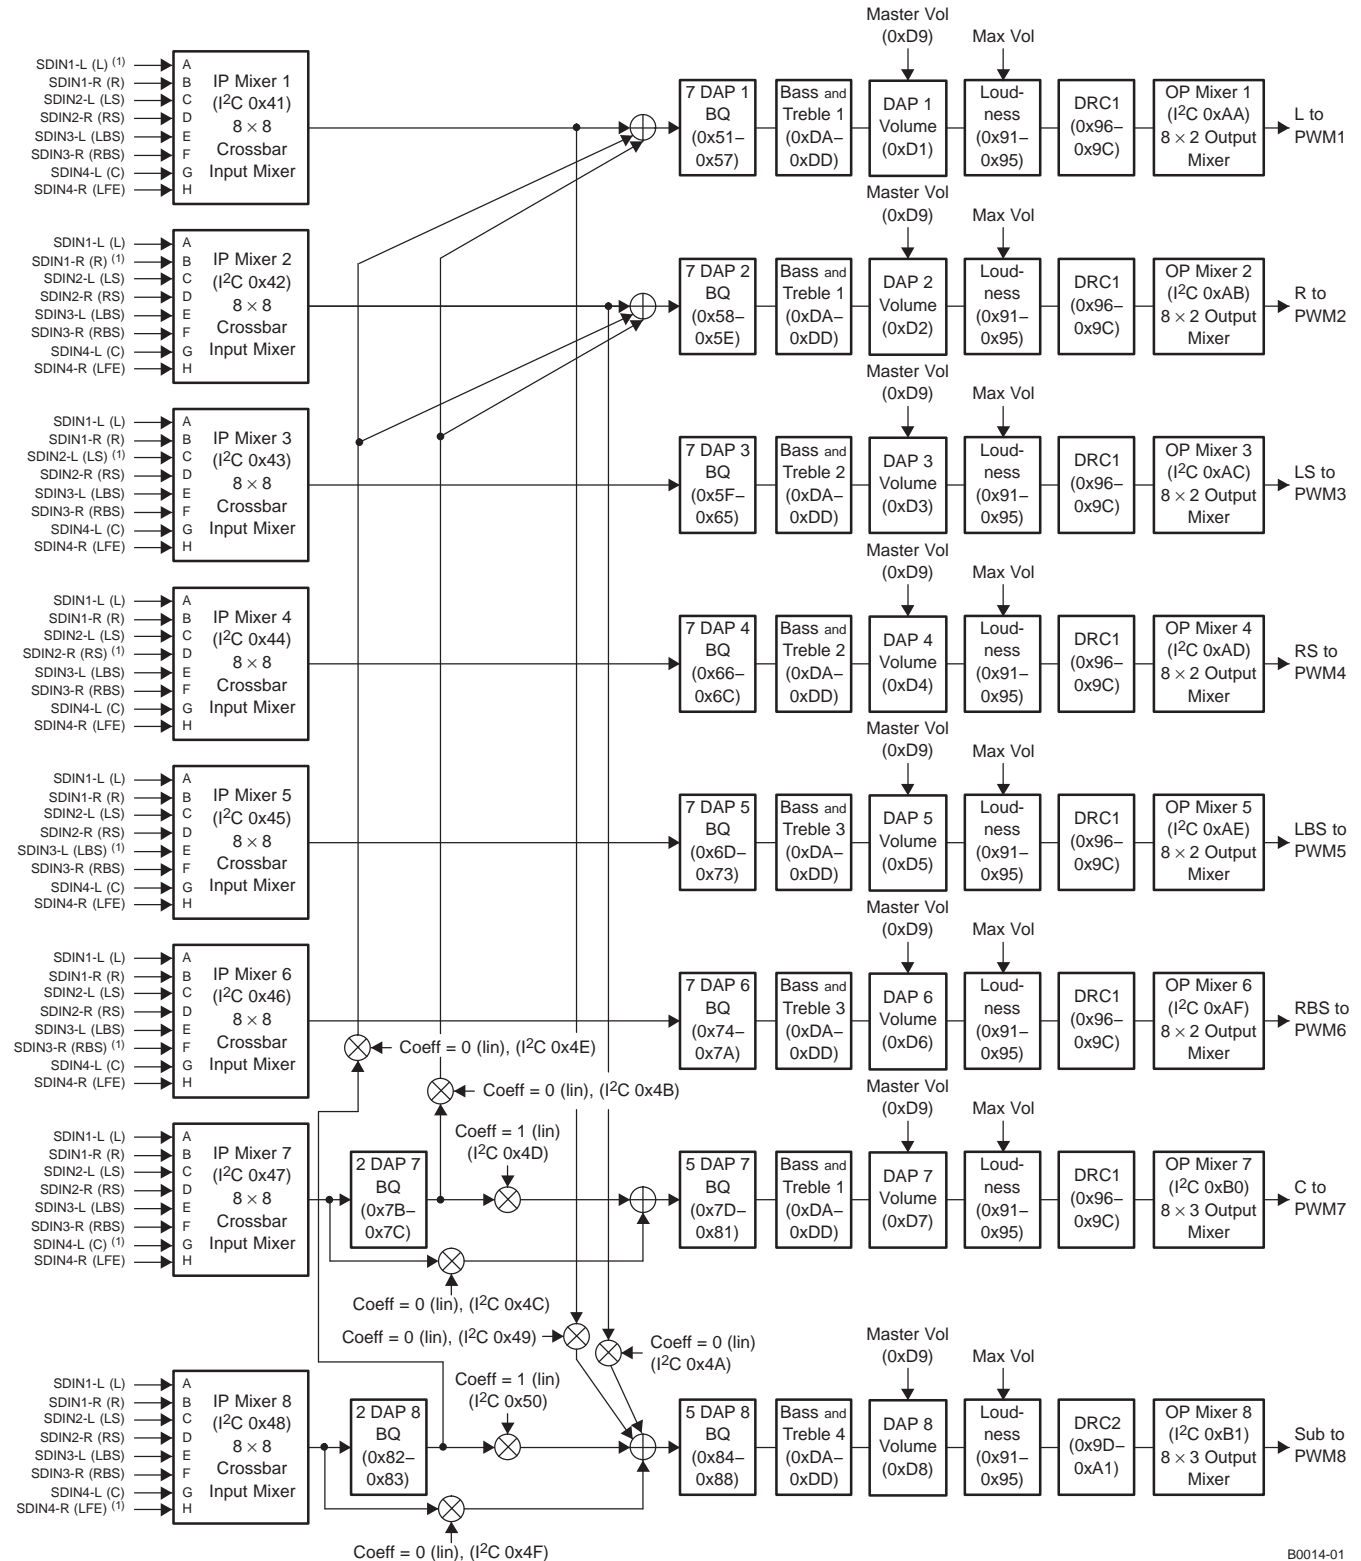 Master Vol
(0xD9)
Max Vol
SDIN1-L (L) (1)
SDIN1-R (R)
SDIN2-L (LS)
SDIN2-R (RS)
SDIN3-L (LBS)
SDIN3-R (RBS)
SDIN4-L (C)
SDIN4-R (LFE)
A
B
C
D
E
F
G
H
IP Mixer 1
(I2C 0x41)
8 × 8
Crossbar
Input Mixer
7 DAP 1
BQ
(0x51–
0x57)
Bass and
Treble 1
(0xDA–
0xDD)
DAP 1
Volume
(0xD1)
Loud-
ness
(0x91–
0x95)
DRC1
(0x96–
0x9C)
OP Mixer 1
(I2C 0xAA)
8 × 2 Output
Mixer
L to
PWM1
Master Vol
(0xD9)
Max Vol
SDIN1-L (L)
SDIN1-R (R) (1)
SDIN2-L (LS)
SDIN2-R (RS)
SDIN3-L (LBS)
SDIN3-R (RBS)
SDIN4-L (C)
SDIN4-R (LFE)
A
B
C
D
E
F
G
H
IP Mixer 2
(I2C 0x42)
8 × 8
Crossbar
Input Mixer
7 DAP 2
BQ
(0x58–
0x5E)
Bass and
Treble 1
(0xDA–
0xDD)
DAP 2
Volume
(0xD2)
Loud-
ness
(0x91–
0x95)
DRC1
(0x96–
0x9C)
OP Mixer 2
(I2C 0xAB)
8 × 2 Output
Mixer
R to
PWM2
Master Vol
(0xD9)
Max Vol
SDIN1-L (L)
SDIN1-R (R)
SDIN2-L (LS) (1)
SDIN2-R (RS)
SDIN3-L (LBS)
SDIN3-R (RBS)
SDIN4-L (C)
SDIN4-R (LFE)
A
B
C
D
E
F
G
H
IP Mixer 3
(I2C 0x43)
8 × 8
Crossbar
Input Mixer
7 DAP 3
BQ
(0x5F–
0x65)
Bass and
Treble 2
(0xDA–
0xDD)
DAP 3
Volume
(0xD3)
Loud-
ness
(0x91–
0x95)
DRC1
(0x96–
0x9C)
OP Mixer 3
(I2C 0xAC)
8 × 2 Output
Mixer
LS to
PWM3
Master Vol
(0xD9)
Max Vol
SDIN1-L (L)
SDIN1-R (R)
SDIN2-L (LS)
SDIN2-R (RS) (1)
SDIN3-L (LBS)
SDIN3-R (RBS)
SDIN4-L (C)
SDIN4-R (LFE)
A
B
C
D
E
F
G
H
IP Mixer 4
(I2C 0x44)
8 × 8
Crossbar
Input Mixer
7 DAP 4
BQ
(0x66–
0x6C)
Bass and
Treble 2
(0xDA–
0xDD)
DAP 4
Volume
(0xD4)
Loud-
ness
(0x91–
0x95)
DRC1
(0x96–
0x9C)
OP Mixer 4
(I2C 0xAD)
8 × 2 Output
Mixer
RS to
PWM4
Master Vol
(0xD9)
Max Vol
SDIN1-L (L)
SDIN1-R (R)
SDIN2-L (LS)
SDIN2-R (RS)
SDIN3-L (LBS) (1)
SDIN3-R (RBS)
SDIN4-L (C)
SDIN4-R (LFE)
A
B
C
D
E
F
G
H
IP Mixer 5
(I2C 0x45)
8 × 8
Crossbar
Input Mixer
7 DAP 5
BQ
(0x6D–
0x73)
Bass and
Treble 3
(0xDA–
0xDD)
DAP 5
Volume
(0xD5)
Loud-
ness
(0x91–
0x95)
DRC1
(0x96–
0x9C)
OP Mixer 5
(I2C 0xAE)
8 × 2 Output
Mixer
LBS to
PWM5
Master Vol
(0xD9)
Max Vol
SDIN1-L (L)
SDIN1-R (R)
SDIN2-L (LS)
SDIN2-R (RS)
SDIN3-L (LBS)
SDIN3-R (RBS) (1)
SDIN4-L (C)
SDIN4-R (LFE)
A
B
C
D
E
F
G
H
IP Mixer 6
(I2C 0x46)
8 × 8
Crossbar
Input Mixer
7 DAP 6
BQ
(0x74–
0x7A)
Bass and
Treble 3
(0xDA–
0xDD)
DAP 6
Volume
(0xD6)
Loud-
ness
(0x91–
0x95)
DRC1
(0x96–
0x9C)
OP Mixer 6
(I2C 0xAF)
8 × 2 Output
Mixer
RBS to
PWM6
Coeff = 0 (lin), (I2C 0x4E)
Coeff = 0 (lin), (I2C 0x4B)
Master Vol
(0xD9)
Max Vol
SDIN1-L (L)
SDIN1-R (R)
SDIN2-L (LS)
SDIN2-R (RS)
SDIN3-L (LBS)
SDIN3-R (RBS)
SDIN4-L (C) (1)
SDIN4-R (LFE)
A
B
C
D
E
F
G
H
IP Mixer 7
(I2C 0x47)
8 × 8
Crossbar
Input Mixer
2 DAP 7
BQ
(0x7B–
0x7C)
Coeff = 1 (lin)
(I2C 0x4D)
5 DAP 7
BQ
(0x7D–
0x81)
Bass and
Treble 1
(0xDA–
0xDD)
DAP 7
Volume
(0xD7)
Loud-
ness
(0x91–
0x95)
DRC1
(0x96–
0x9C)
OP Mixer 7
(I2C 0xB0)
8 × 3 Output
Mixer
C to
PWM7
Coeff = 0 (lin), (I2C 0x4C)
Coeff = 0 (lin), (I2C 0x49)
Coeff = 0 (lin)
(I2C 0x4A)
Master Vol
(0xD9)
Max Vol
SDIN1-L (L)
SDIN1-R (R)
SDIN2-L (LS)
SDIN2-R (RS)
SDIN3-L (LBS)
SDIN3-R (RBS)
SDIN4-L (C)
SDIN4-R (LFE) (1)
A
B
C
D
E
F
G
H
IP Mixer 8
(I2C 0x48)
8 × 8
Crossbar
Input Mixer
2 DAP 8
BQ
(0x82–
0x83)
Coeff = 1 (lin)
(I2C 0x50)
5 DAP 8
BQ
(0x84–
0x88)
Bass and
Treble 4
(0xDA–
0xDD)
DAP 8
Volume
(0xD8)
Loud-
ness
(0x91–
0x95)
DRC2
(0x9D–
0xA1)
OP Mixer 8
(I2C 0xB1)
8 × 3 Output
Mixer
Sub to
PWM8
Coeff = 0 (lin), (I2C 0x4F)
B0014-01